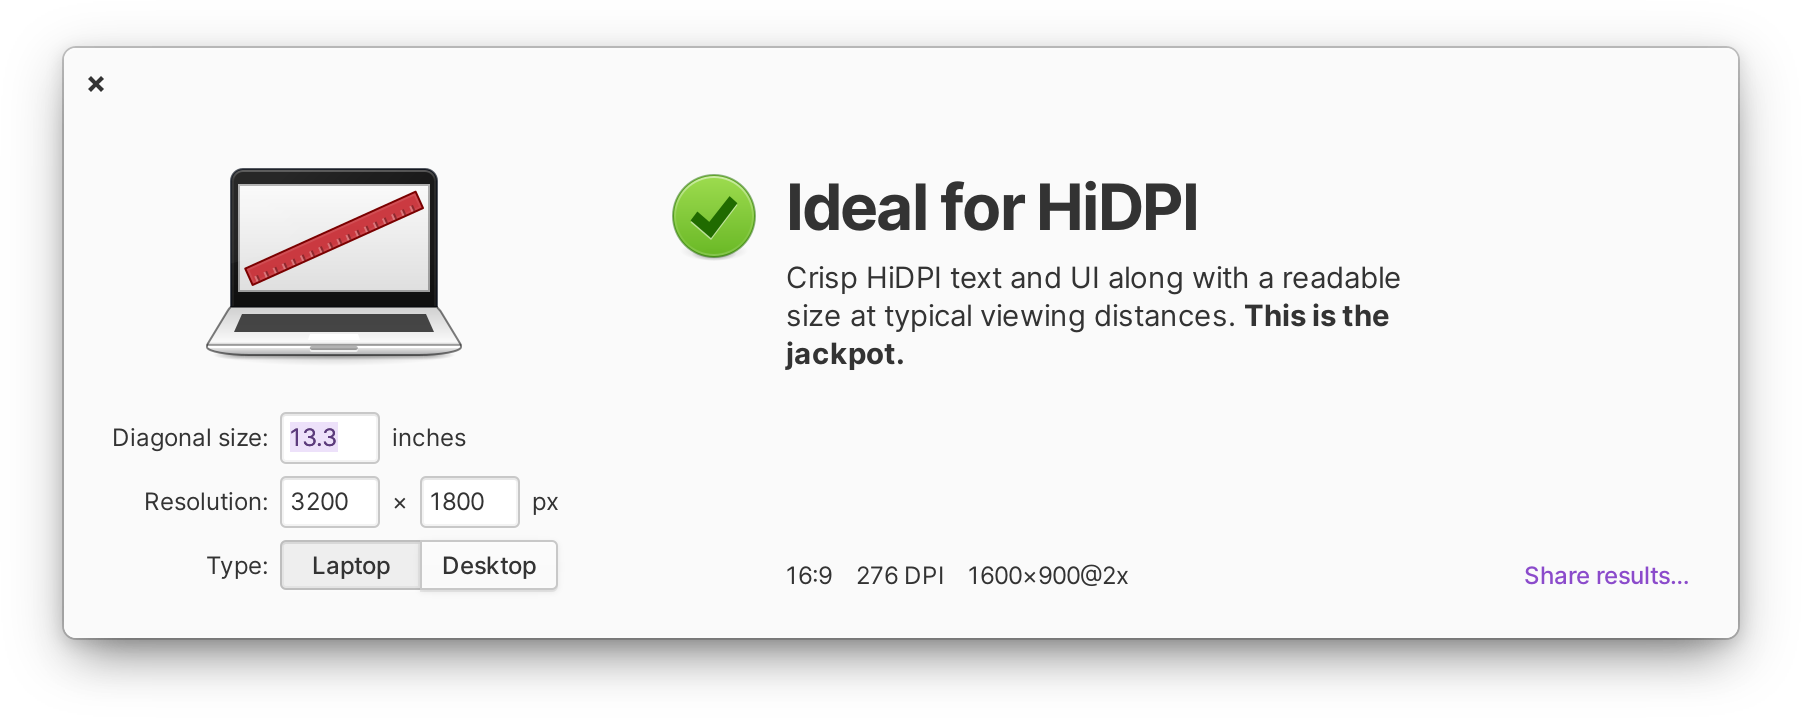 Ideal for HiDPI
Crisp HiDPI text and UI along with a readable
size at typical viewing distances. This is the
jackpot.
Diagonal size: 13.3 inches
Resolution: 3200 × 1800 px
Type: Laptop Desktop
16:9 276 DPI 1600×900@2x Share results...